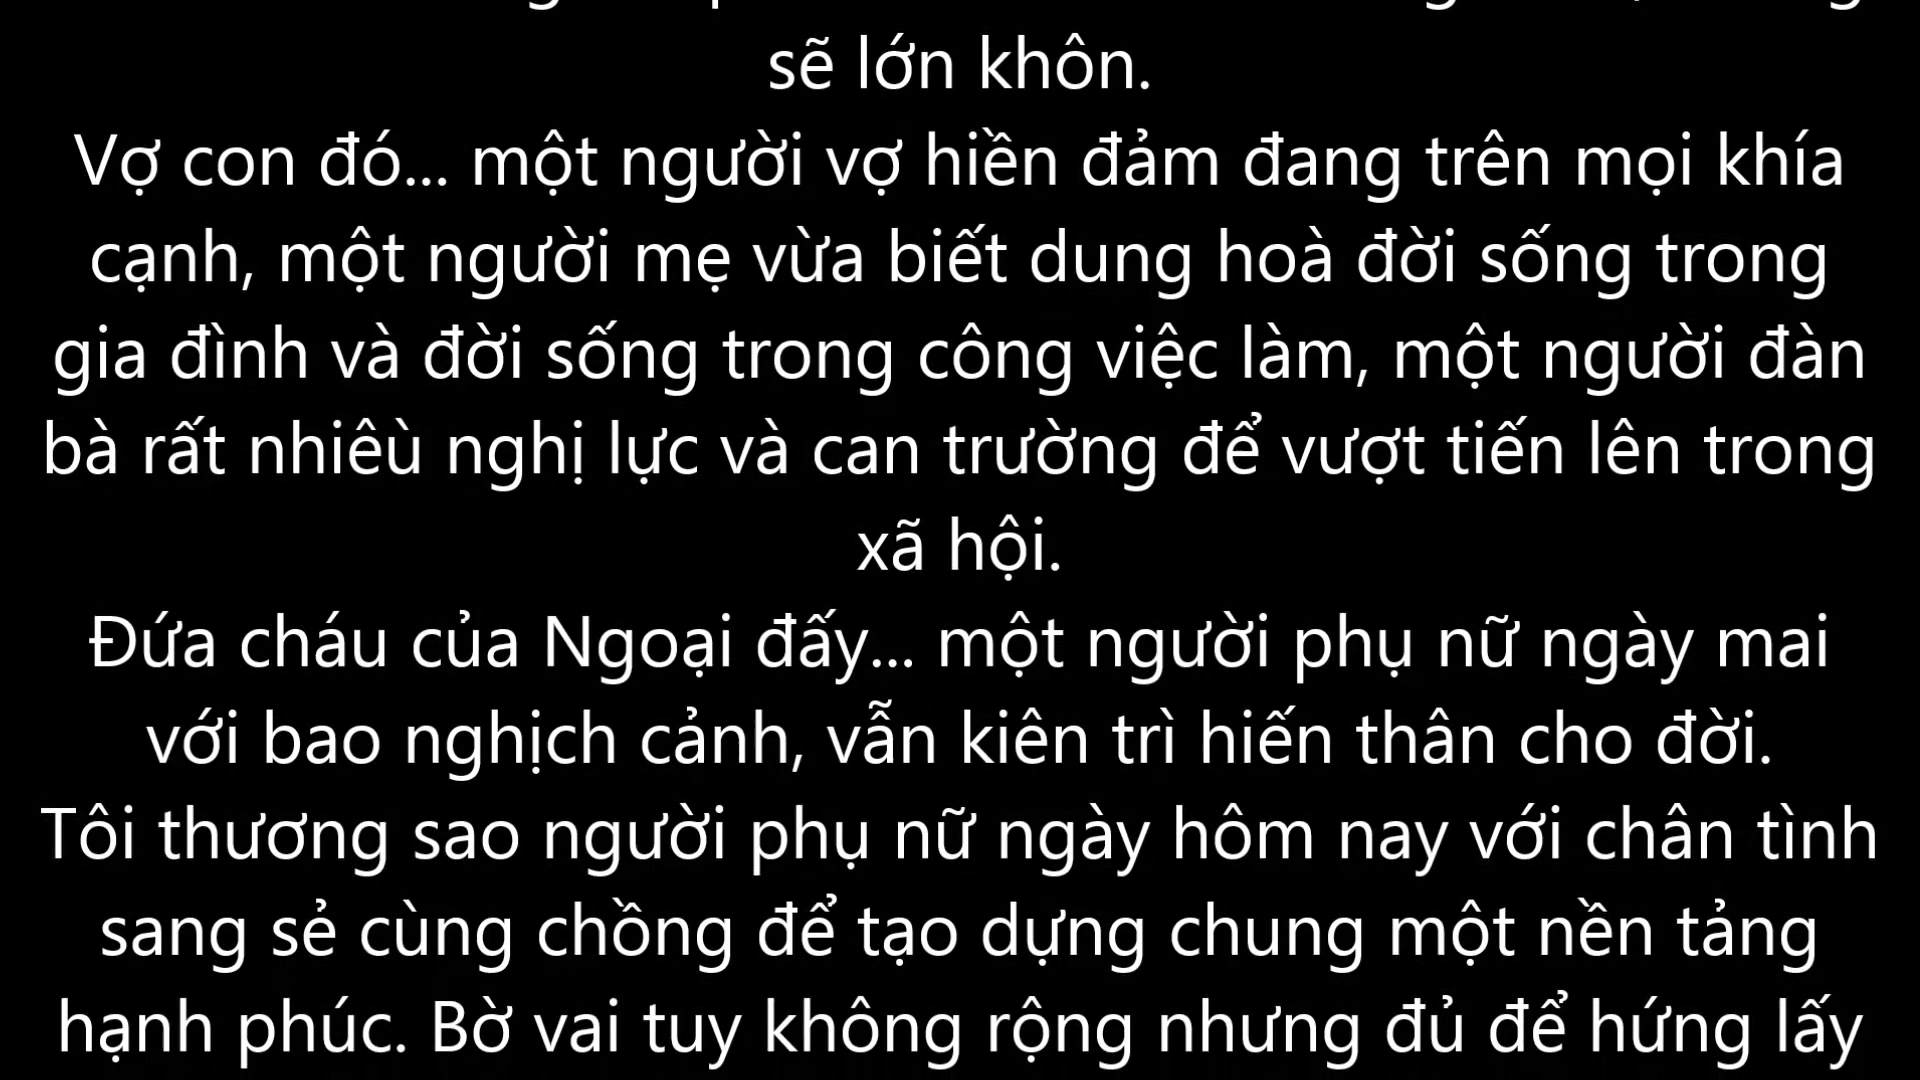 sẽ lớn khôn.
Vợ con đó... một người vợ hiền đảm đang trên mọi khía
cạnh, một người mẹ vừa biết dung hoà đời sống trong
gia đình và đời sống trong công việc làm, một người đàn
bà rất nhiêù nghị lực và can trường để vượt tiến lên trong
xã hội.
Đứa cháu của Ngoại đấy... một người phụ nữ ngày mai
với bao nghịch cảnh, vẫn kiên trì hiến thân cho đời.
Tôi thương sao người phụ nữ ngày hôm nay với chân tình
sang sẻ cùng chồng để tạo dựng chung một nền tảng
hạnh phúc. Bờ vai tuy không rộng nhưng đủ để hứng lấy